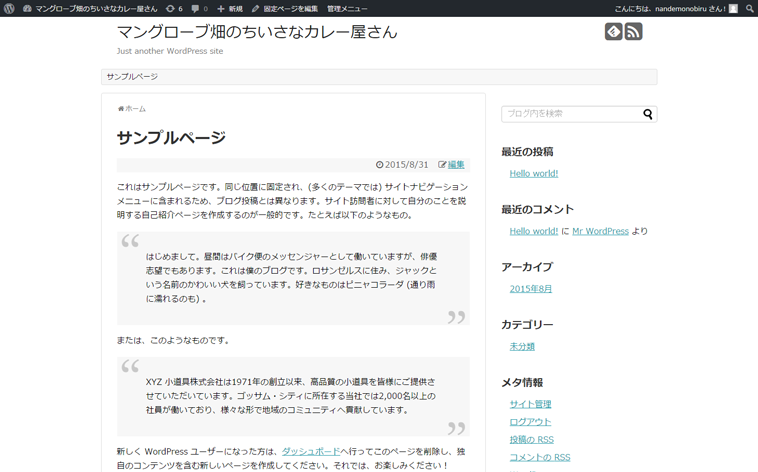 マングローブ畑のちいさなカレー屋さん 6 0 新規 固定ページを編集 管理メニュー こんにちは、nandemonobiru さん!
マングローブ畑のちいさなカレー屋さん
Just another WordPress site
サンプルページ
ホーム
サンプルページ
2015/8/31 編集
これはサンプルページです。同じ位置に固定され、(多くのテーマでは) サイトナビゲーション
メニューに含まれるため、ブログ投稿とは異なります。サイト訪問者に対して自分のことを説
明する自己紹介ページを作成するのが一般的です。たとえば以下のようなもの。
はじめまして。昼間はバイク便のメッセンジャーとして働いていますが、俳優
志望でもあります。これは僕のブログです。ロサンゼルスに住み、ジャックと
いう名前のかわいい犬を飼っています。好きなものはピニャコラーダ (通り雨
に濡れるのも) 。
または、このようなものです。
XYZ 小道具株式会社は1971年の創立以来、高品質の小道具を皆様にご提供さ
せていただいています。ゴッサム・シティに所在する当社では2,000名以上の
社員が働いており、様々な形で地域のコミュニティへ貢献しています。
新しく WordPress ユーザーになった方は、ダッシュボードへ行ってこのページを削除し、独
自のコンテンツを含む新しいページを作成してください。それでは、お楽しみください !
ブログ内を検索
最近の投稿
Hello world!
最近のコメント
Hello world! に Mr WordPress より
アーカイブ
2015年8月
カテゴリー
未分類
メタ情報
サイト管理
ログアウト
投稿の RSS
コメントの RSS